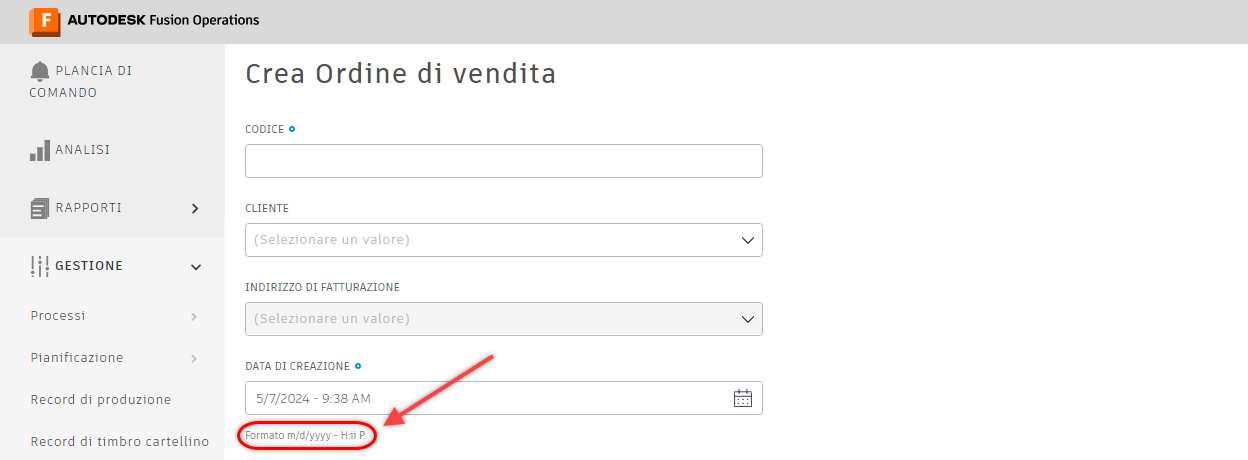 AUTODESK Fusion Operations
PLANCIA DI
COMANDO
ANALISI
RAPPORTI
GESTIONE
Processi
Pianificazione
Record di produzione
Record di timbro cartellino
Crea Ordine di vendita
CODICE
CLIENTE
(Selezionare un valore)
INDIRIZZO DI FATTURAZIONE
(Selezionare un valore)
DATA DI CREAZIONE
5/7/2024 - 9:38 AM
Formato m/d/yyyy - H:ii P.